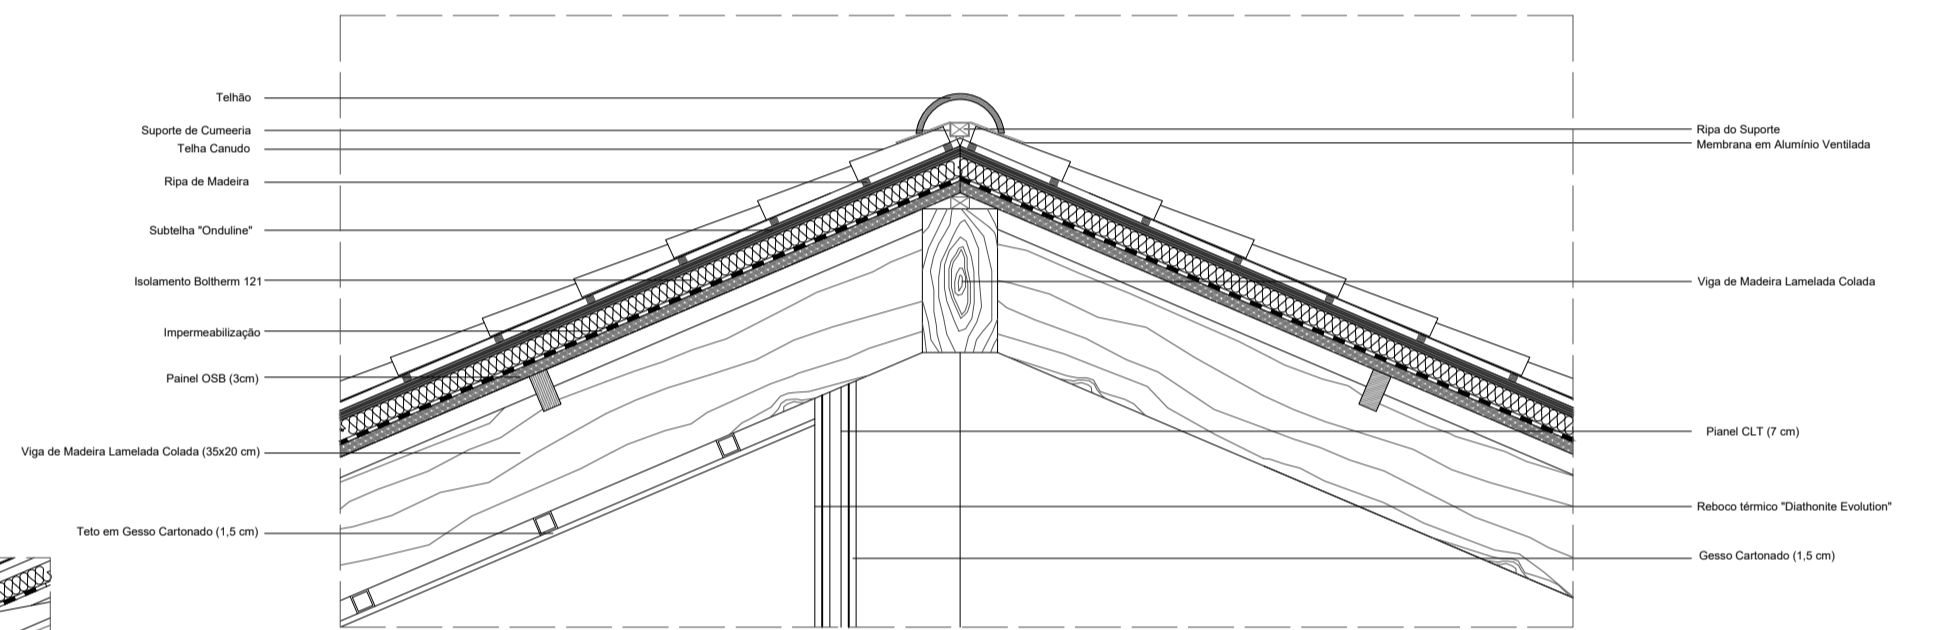 Telhão
Suporte de Cumeeria
Telha Canudo
Ripa de Madeira
Subtelha "Onduline"
Isolamento Boltherm 121
Impermeabilização
Painel OSB (3cm)
Viga de Madeira Lamelada Colada (35x20 cm)
Teto em Gesso Cartonado (1,5 cm)
Ripa do Suporte
Membrana em Alumínio Ventilada
Viga de Madeira Lamelada Colada
Pianel CLT (7 cm)
Reboco térmico "Diathonite Evolution"
Gesso Cartonado (1,5 cm)